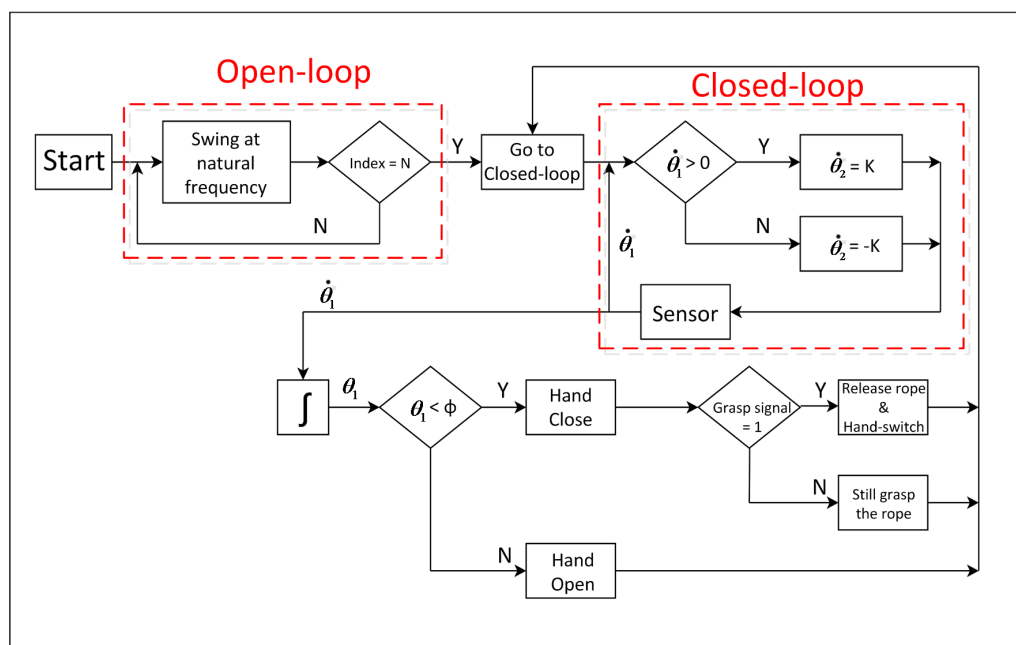 Open-loop
Closed-loop
Start
Swing at
natural
frequency
Index = N
Y
N
Go to
Closed-loop
θ̇₁ > 0
Y
θ̇₂ = K
N
θ̇₂ = -K
θ̇₁
Sensor
θ̇₁
∫
θ₁
θ₁ < ϕ
Y
Hand
Close
Grasp signal
= 1
Y
Release rope
&
Hand-switch
N
Still grasp
the rope
N
Hand
Open